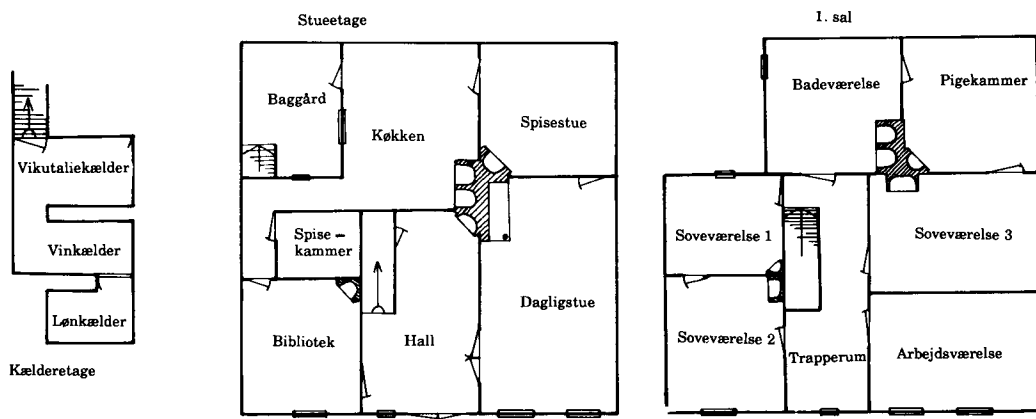 Stueetage
1. sal
Baggård
Køkken
Spisestue
Badeværelse
Pigekammer
Vikutaliekælder
Vinkælder
Lønkælder
Kælderetage
Spise –
kammer
Dagligstue
Bibliotek
Hall
Soveværelse 1
Soveværelse 3
Soveværelse 2
Trapperum
Arbejdsværelse